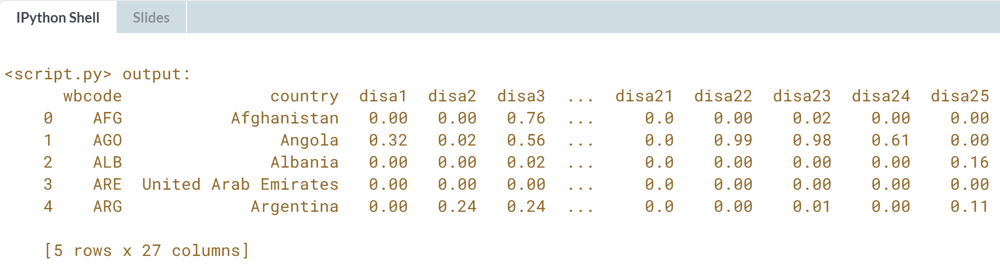 IPython Shell Slides
<script.py> output:
wbcode country disa1 disa2 disa3 ... disa21 disa22 disa23 disa24 disa25
0 AFG Afghanistan 0.00 0.00 0.76 ... 0.0 0.00 0.02 0.00 0.00
1 AGO Angola 0.32 0.02 0.56 ... 0.0 0.99 0.98 0.61 0.00
2 ALB Albania 0.00 0.00 0.02 ... 0.0 0.00 0.00 0.00 0.16
3 ARE United Arab Emirates 0.00 0.00 0.00 ... 0.0 0.00 0.00 0.00 0.00
4 ARG Argentina 0.00 0.24 0.24 ... 0.0 0.00 0.01 0.00 0.11
[5 rows x 27 columns]